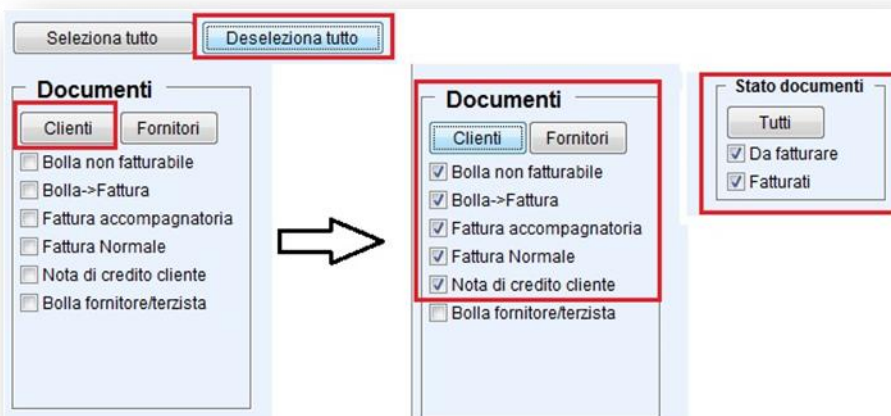 Seleziona tutto
Deseleziona tutto
Documenti
Clienti
Fornitori
Bolla non fatturabile
Bolla->Fattura
Fattura accompagnatoria
Fattura Normale
Nota di credito cliente
Bolla fornitore/terzista
Documenti
Clienti
Fornitori
Bolla non fatturabile
Bolla->Fattura
Fattura accompagnatoria
Fattura Normale
Nota di credito cliente
Bolla fornitore/terzista
Stato documenti
Tutti
Da fatturare
Fatturati